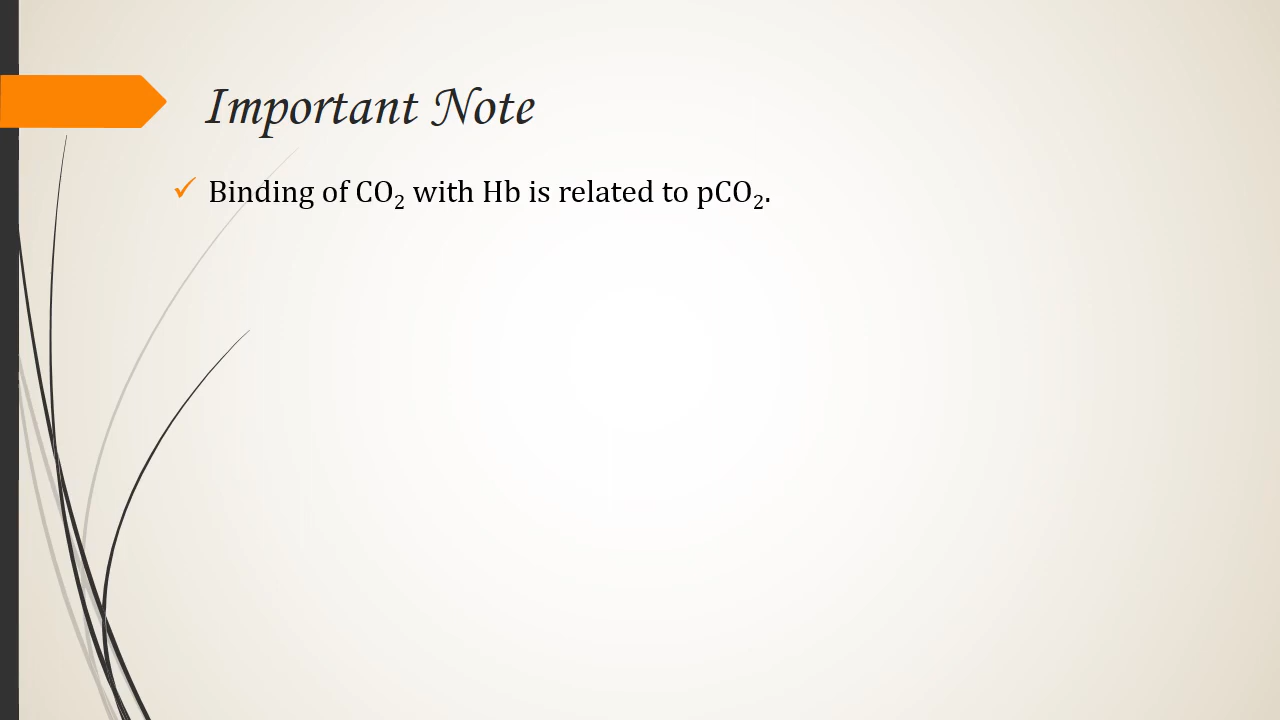 Important Note
✓ Binding of CO₂ with Hb is related to pCO₂.